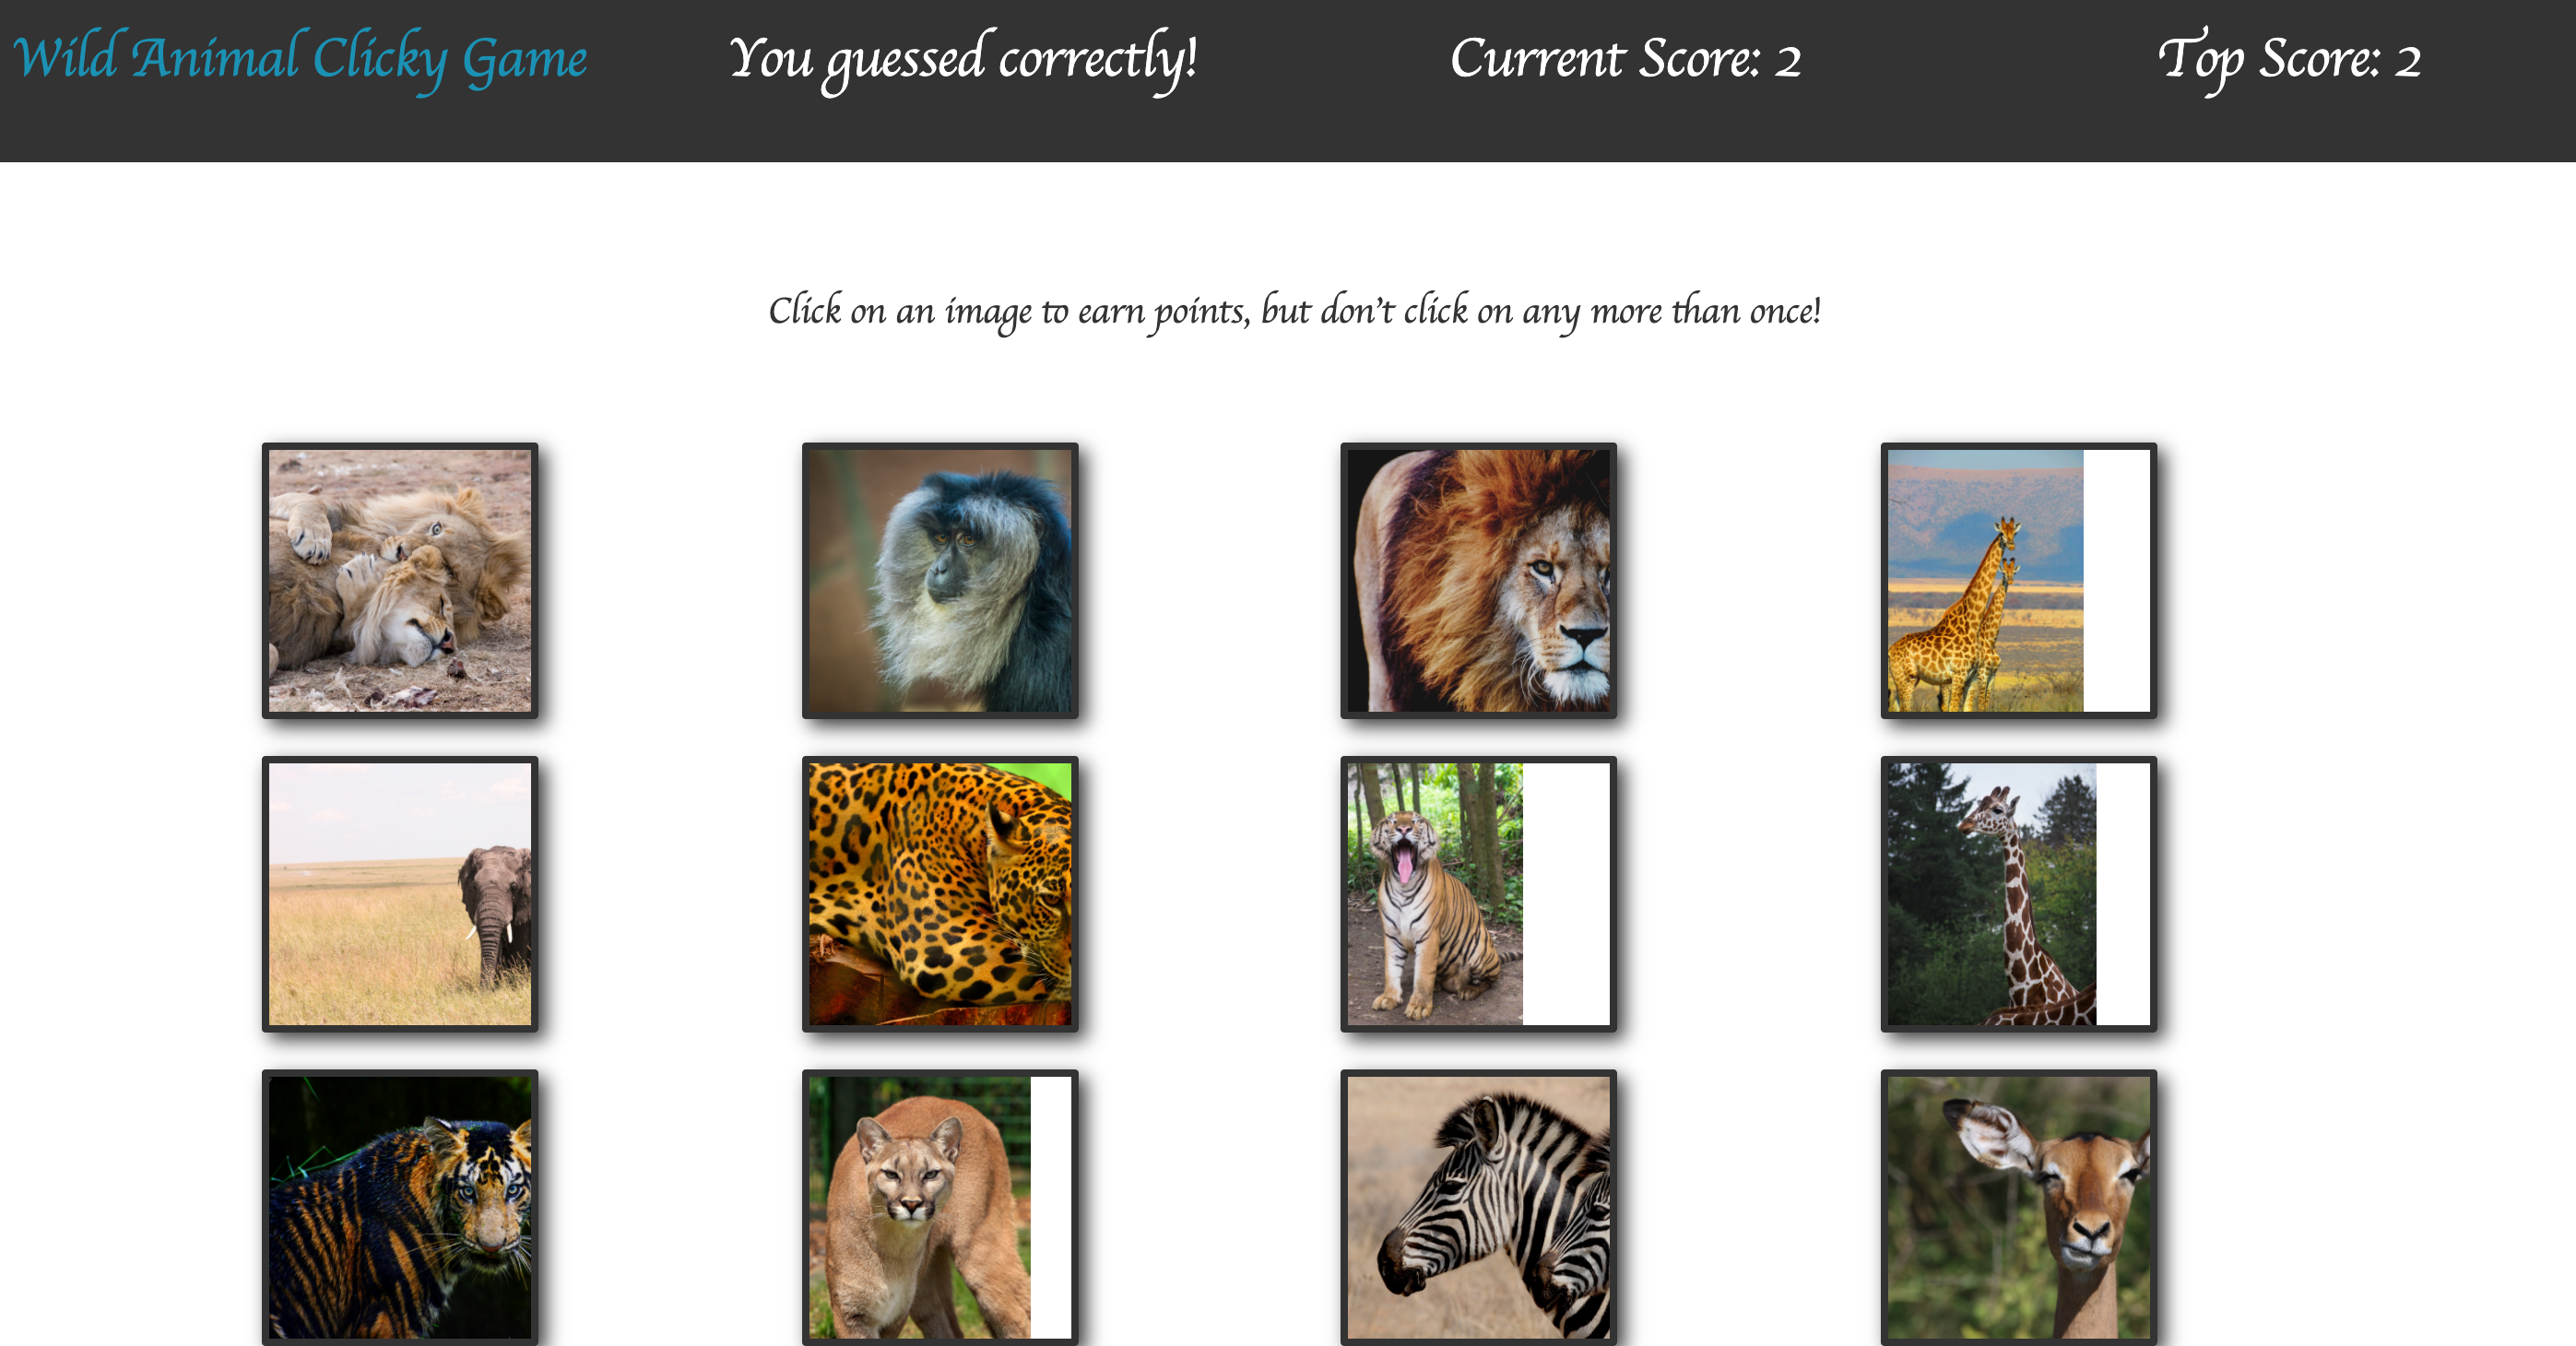 Wild Animal Clicky Game
You guessed correctly!
Current Score: 2
Top Score: 2
Click on an image to earn points, but don't click on any more than once!